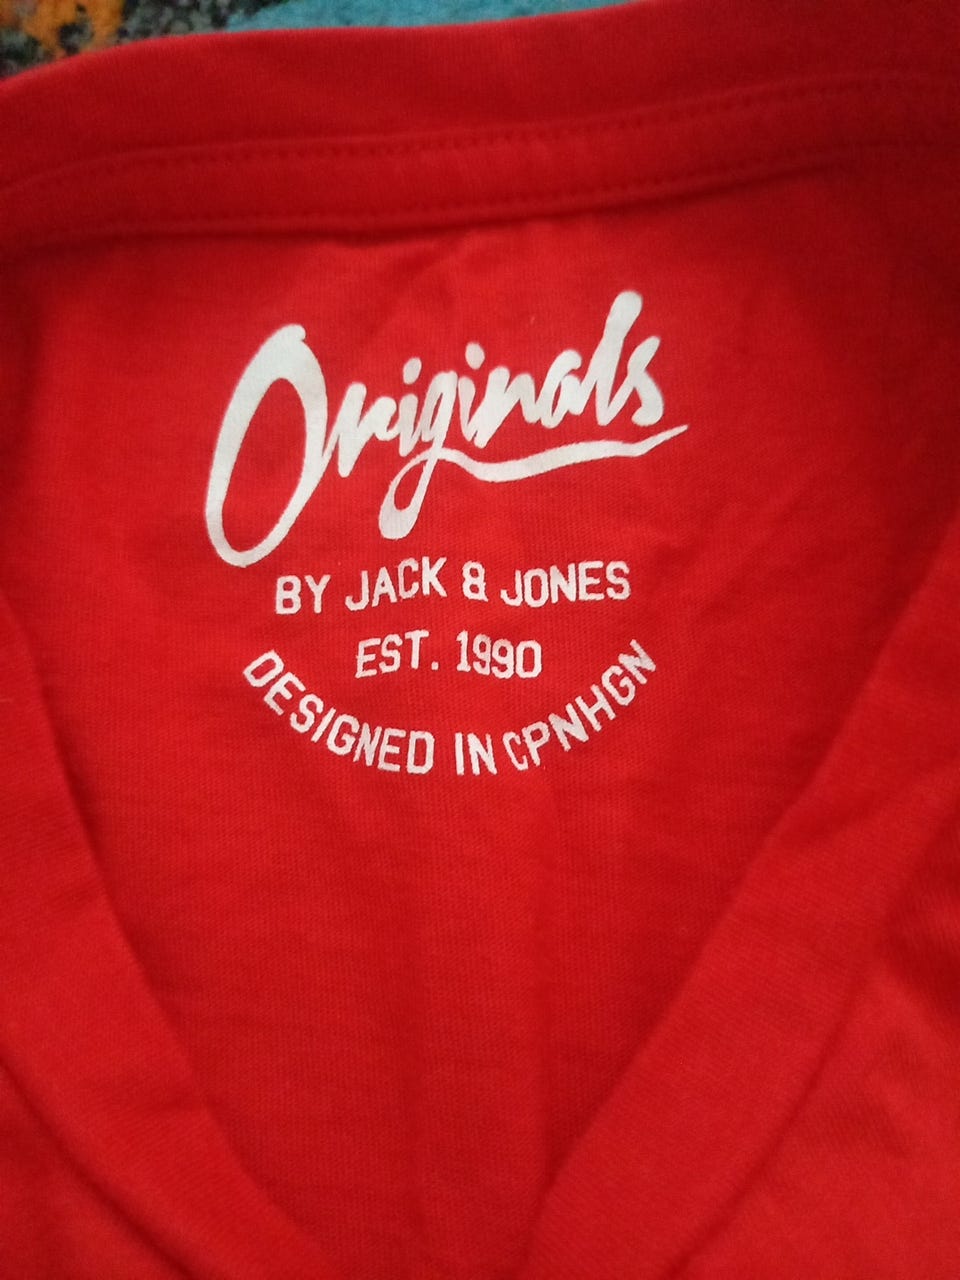 Originals
BY JACK & JONES
EST. 1990
DESIGNED IN CPNHGN